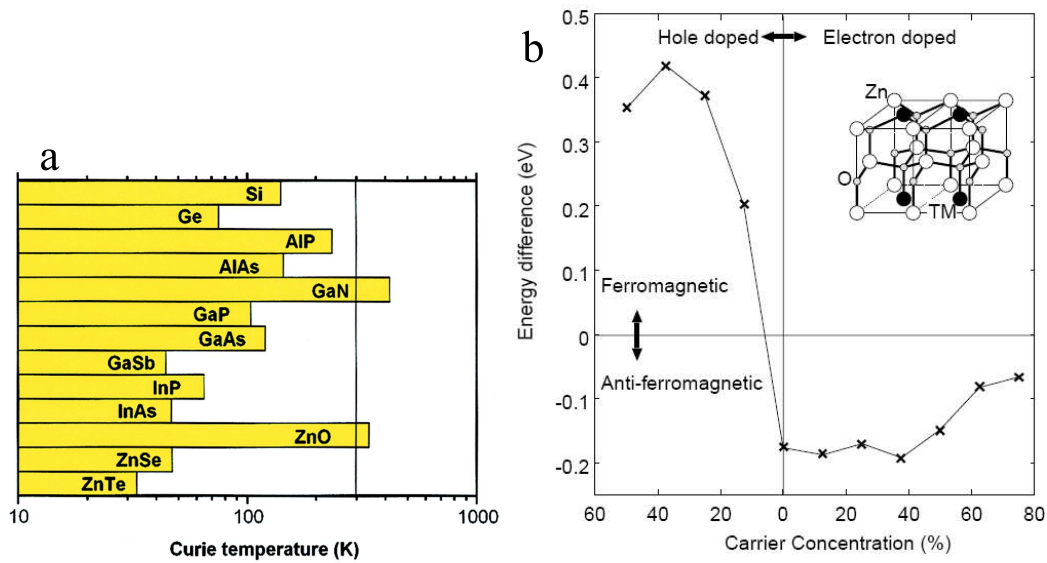 a
Si
Ge
AlP
AlAs
GaN
GaP
GaAs
GaSb
InP
InAs
ZnO
ZnSe
ZnTe
10 100 1000
Curie temperature (K)
b
0.5
0.4
0.3
0.2
0.1
0
-0.1
-0.2
Energy difference (eV)
Hole doped Electron doped
Zn
O
TM
Ferromagnetic
Anti-ferromagnetic
60 40 20 0 20 40 60 80
Carrier Concentration (%)